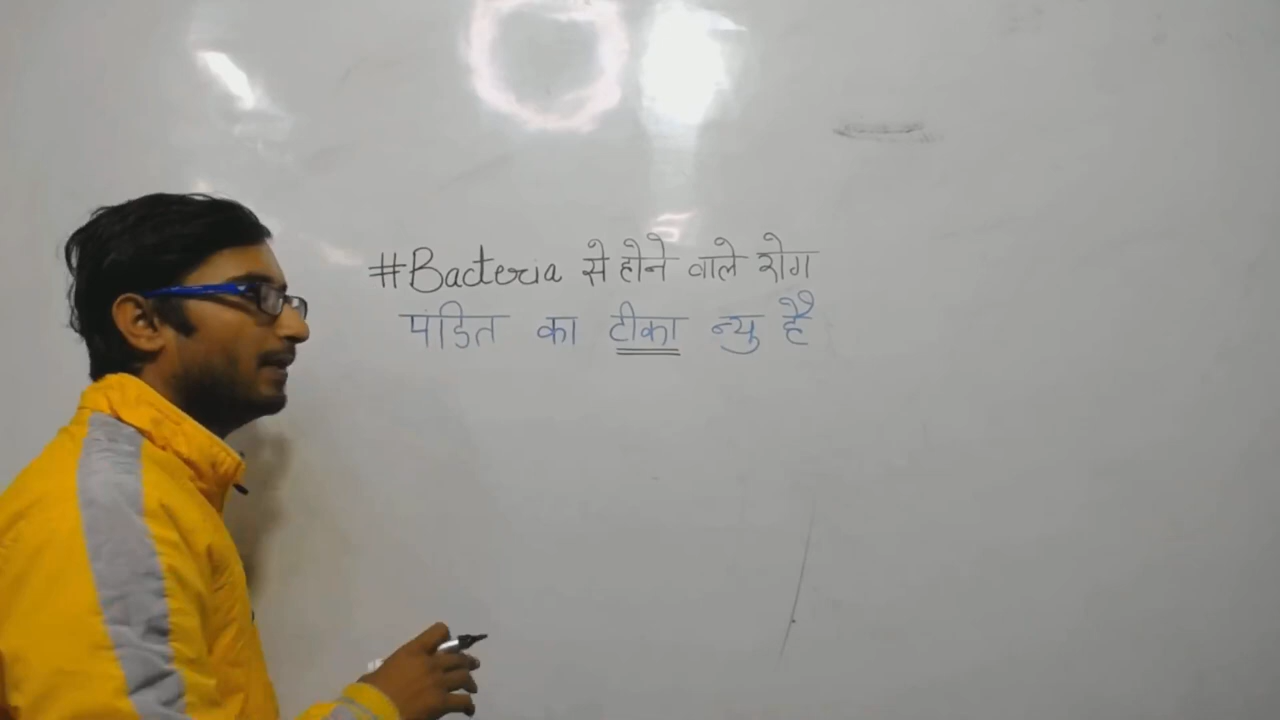 #Bacteria से होने वाले रोग
पंडित का टीका न्यु है